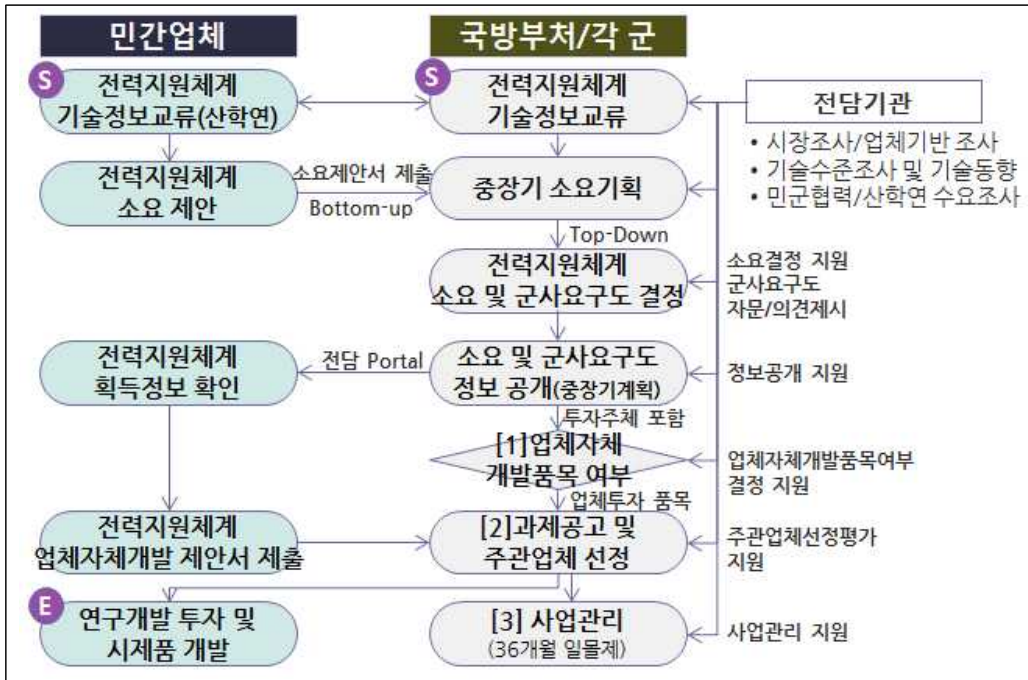 민간업체
국방부처/각 군
S
전력지원체계
기술정보교류(산학연)
S
전력지원체계
기술정보교류
전담기관
• 시장조사/업체기반 조사
• 기술수준조사 및 기술동향
• 민군협력/산학연 수요조사
전력지원체계
소요 제안
소요제안서 제출
Bottom-up
중장기 소요기획
Top-Down
전력지원체계
소요 및 군사요구도 결정
소요결정 지원
군사요구도
자문/의견제시
전력지원체계
획득정보 확인
전담 Portal
소요 및 군사요구도
정보 공개(중장기계획)
정보공개 지원
투자주체 포함
[1]업체자체
개발품목 여부
업체자체개발품목여부
결정 지원
업체투자 품목
전력지원체계
업체자체개발 제안서 제출
[2]과제공고 및
주관업체 선정
주관업체선정평가
지원
E
연구개발 투자 및
시제품 개발
[3] 사업관리
(36개월 일몰제)
사업관리 지원